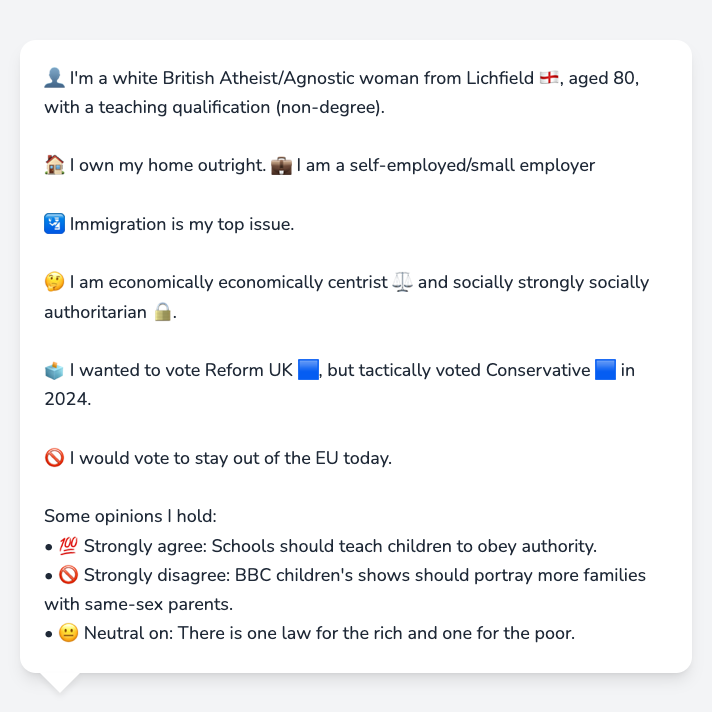 👤 I'm a white British Atheist/Agnostic woman from Lichfield 🏴󠁧󠁢󠁥󠁮󠁧󠁿, aged 80,
with a teaching qualification (non-degree).
🏠 I own my home outright. 💼 I am a self-employed/small employer
🛂 Immigration is my top issue.
🤔 I am economically economically centrist ⚖️ and socially strongly socially
authoritarian 🔒.
🗳️ I wanted to vote Reform UK 🟦, but tactically voted Conservative 🟦 in
2024.
🚫 I would vote to stay out of the EU today.
Some opinions I hold:
• 💯 Strongly agree: Schools should teach children to obey authority.
• 🚫 Strongly disagree: BBC children's shows should portray more families
with same-sex parents.
• 😐 Neutral on: There is one law for the rich and one for the poor.